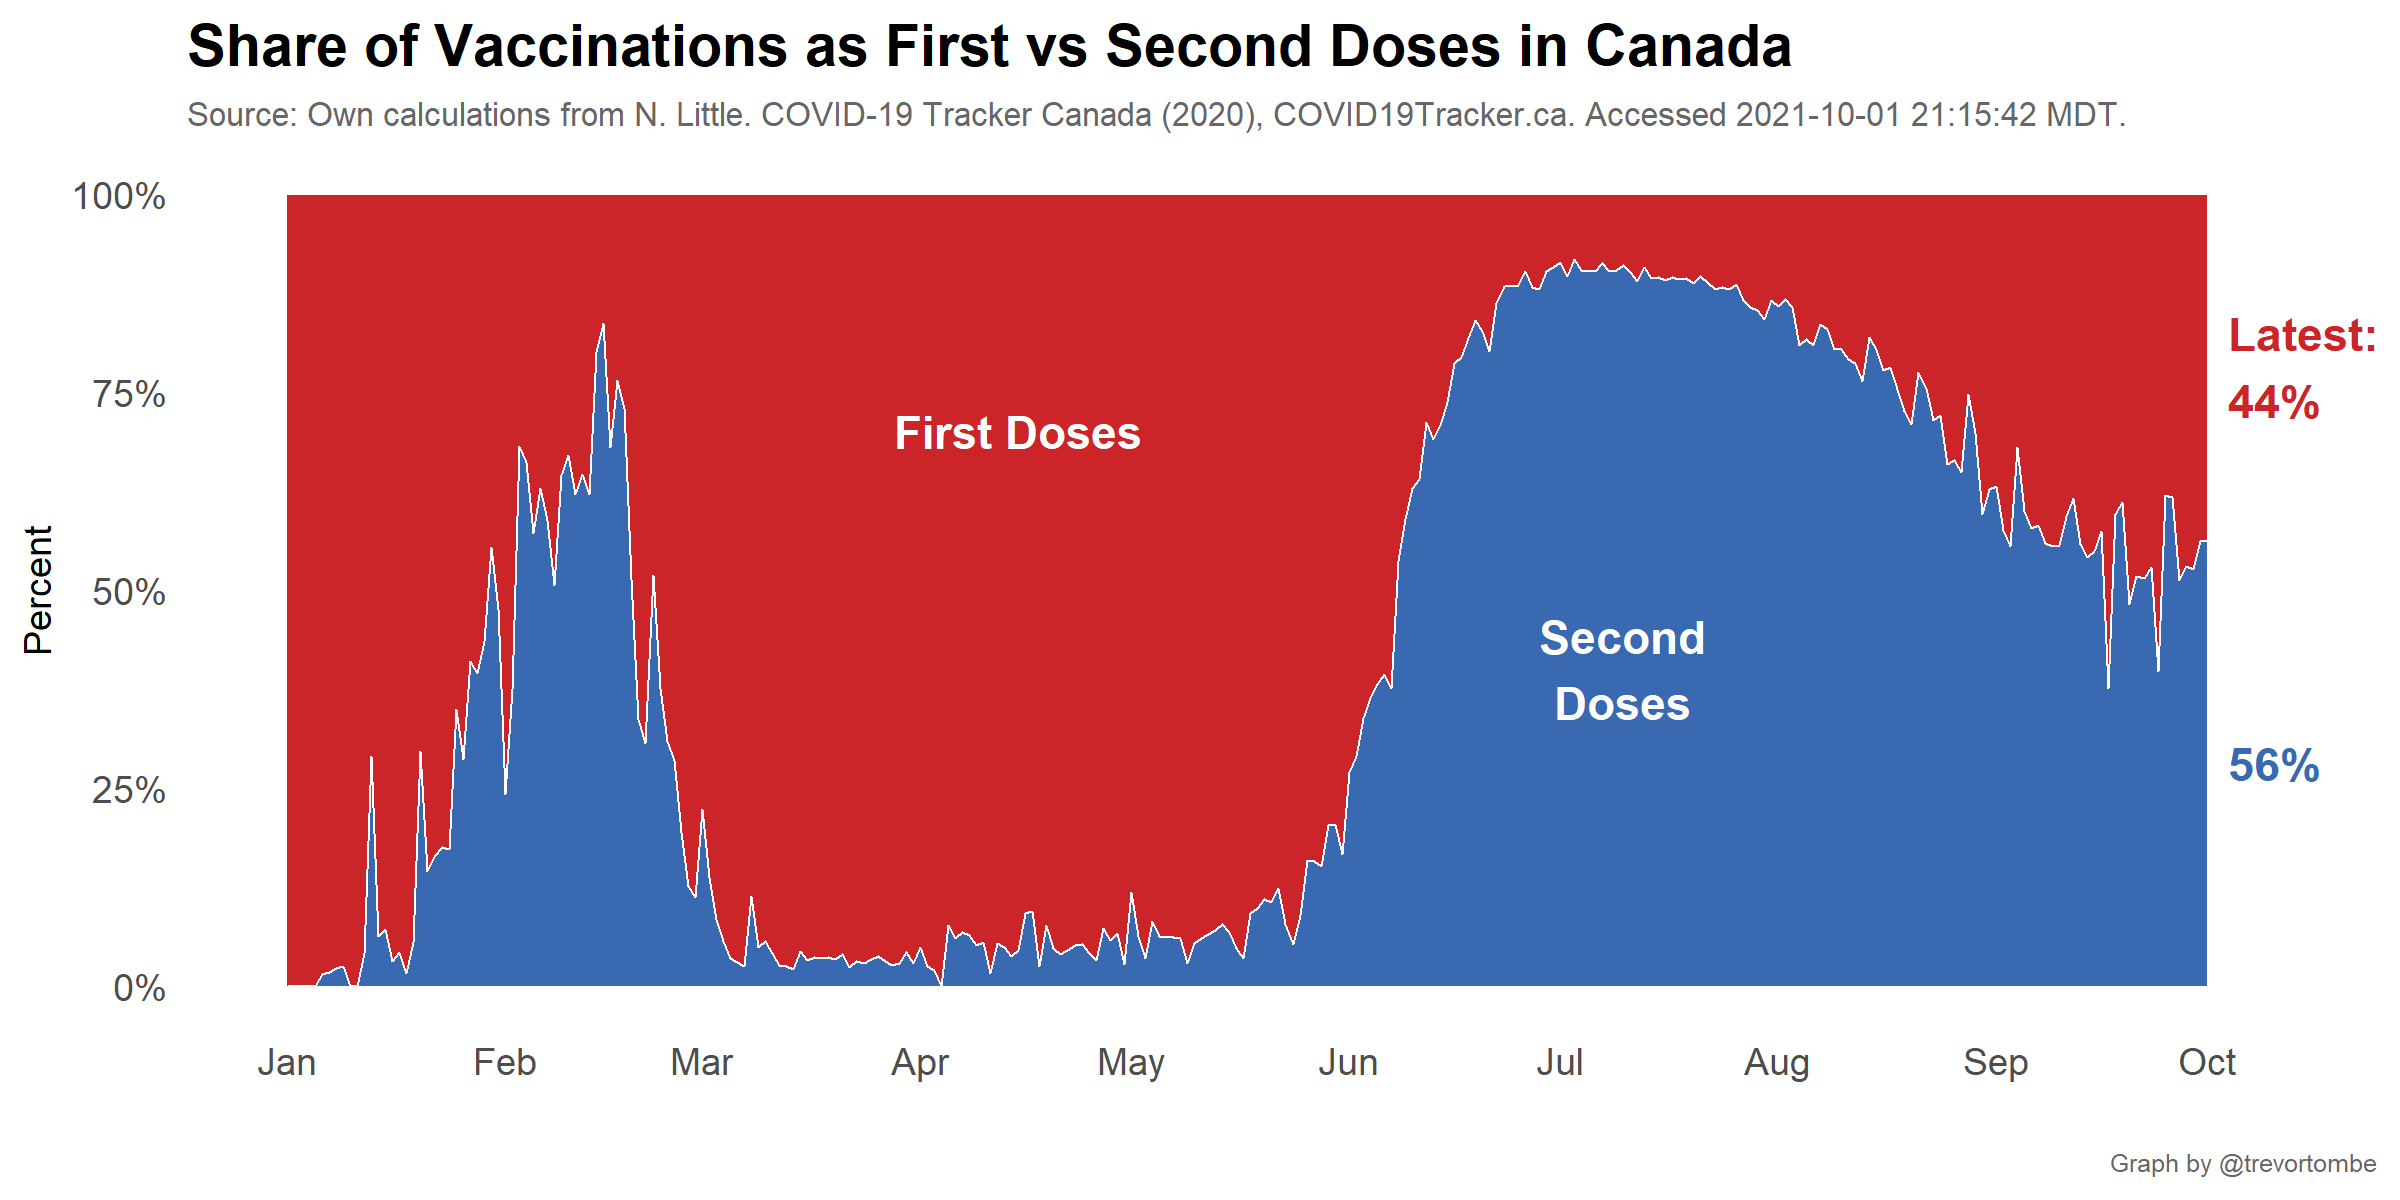 Share of Vaccinations as First vs Second Doses in Canada
Source: Own calculations from N. Little. COVID-19 Tracker Canada (2020), COVID19Tracker.ca. Accessed 2021-10-01 21:15:42 MDT.
100%
75%
50%
25%
0%
Percent
First Doses
Second
Doses
Latest:
44%
56%
Jan
Feb
Mar
Apr
May
Jun
Jul
Aug
Sep
Oct
Graph by @trevortombe